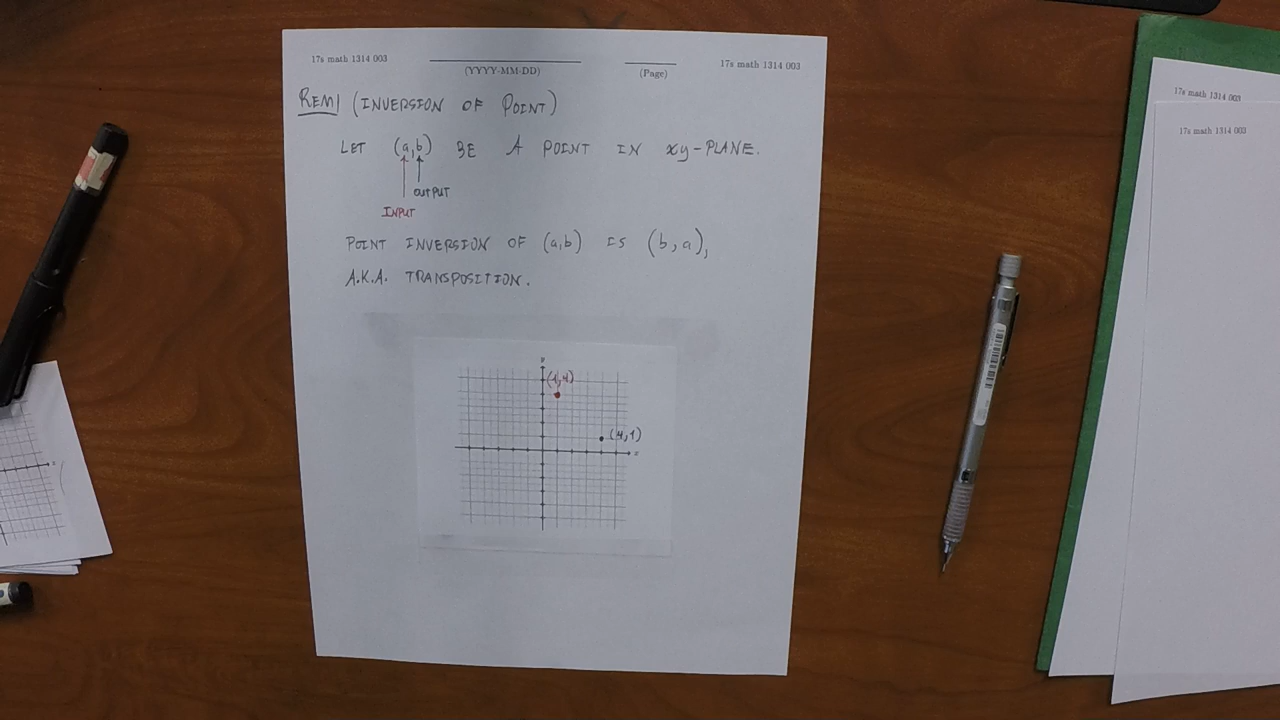 17s math 1314 003
(YYYY-MM-DD)
(Page)
17s math 1314 003
REM (INVERSION OF POINT)
LET (a,b) BE A POINT IN xy-PLANE.
OUTPUT
INPUT
POINT INVERSION OF (a,b) IS (b,a),
A.K.A. TRANSPOSITION.
y
(1,4)
(4,1)
x
17s math 1314 003
17s math 1314 003